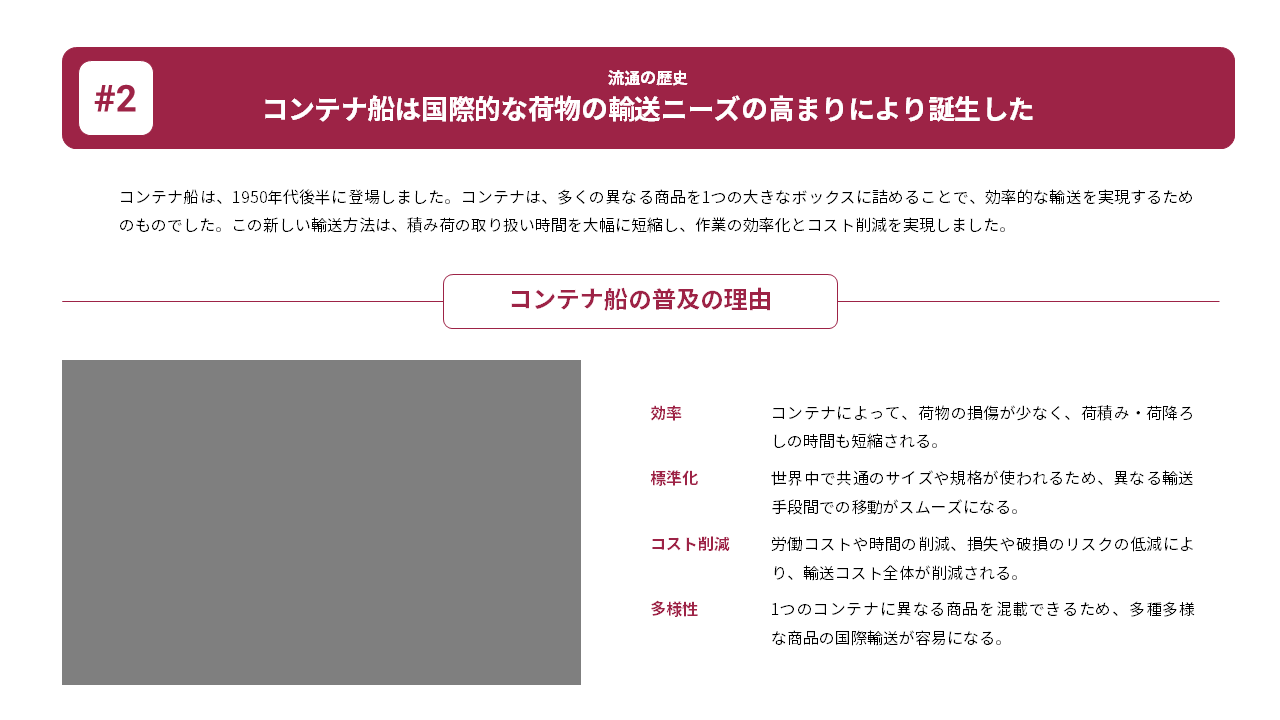 #2
流通の歴史
コンテナ船は国際的な荷物の輸送ニーズの高まりにより誕生した
コンテナ船は、1950年代後半に登場しました。コンテナは、多くの異なる商品を1つの大きなボックスに詰めることで、効率的な輸送を実現するため
のものでした。この新しい輸送方法は、積み荷の取り扱い時間を大幅に短縮し、作業の効率化とコスト削減を実現しました。
コンテナ船の普及の理由
効率
コンテナによって、荷物の損傷が少なく、荷積み・荷降ろ
しの時間も短縮される。
標準化
世界中で共通のサイズや規格が使われるため、異なる輸送
手段間での移動がスムーズになる。
コスト削減
労働コストや時間の削減、損失や破損のリスクの低減によ
り、輸送コスト全体が削減される。
多様性
1つのコンテナに異なる商品を混載できるため、多種多様
な商品の国際輸送が容易になる。